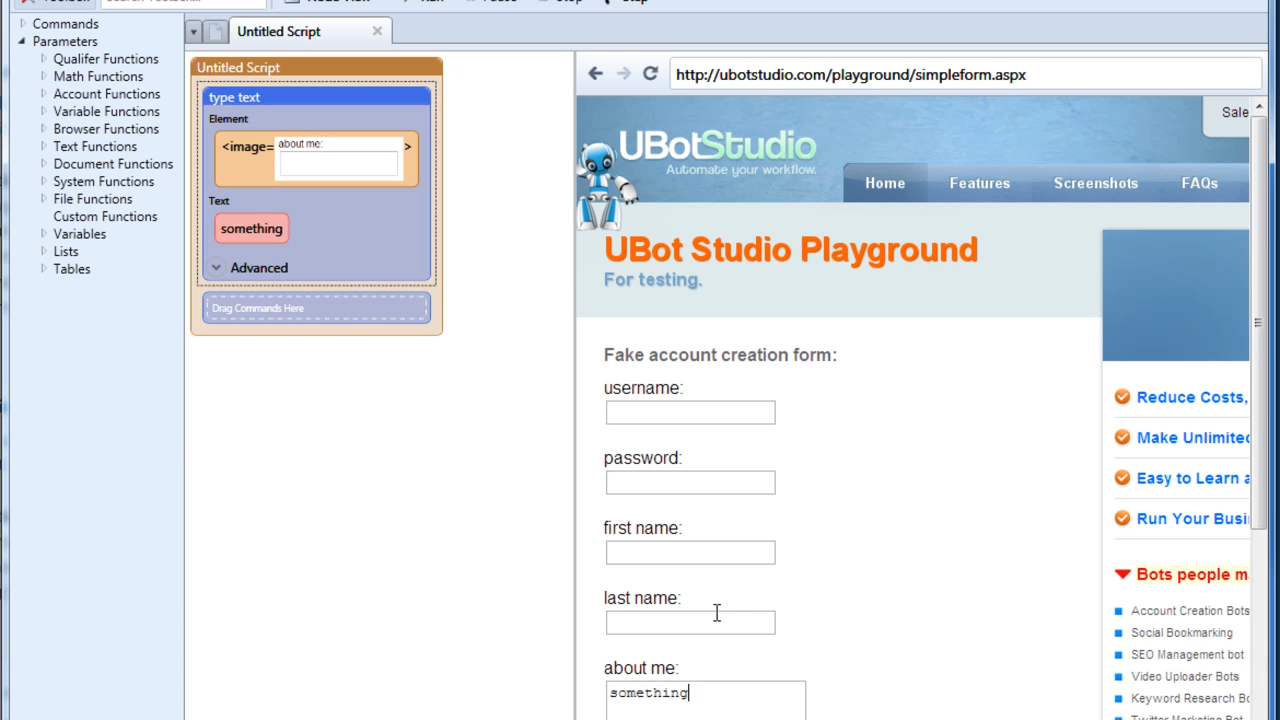 Untitled Script
Commands
Parameters
Qualifer Functions
Math Functions
Account Functions
Variable Functions
Browser Functions
Text Functions
Document Functions
System Functions
File Functions
Custom Functions
Variables
Lists
Tables
Untitled Script
type text
Element
<image= about me: >
Text
something
Advanced
Drag Commands Here
http://ubotstudio.com/playground/simpleform.aspx
Sale
UBotStudio
Automate your workflow.
Home Features Screenshots FAQs
UBot Studio Playground
For testing.
Fake account creation form:
username:
password:
first name:
last name:
about me:
something
Reduce Costs,
Make Unlimited
Easy to Learn a
Run Your Busi
Bots people m
Account Creation Bots
Social Bookmarking
SEO Management bot
Video Uploader Bots
Keyword Research Bo